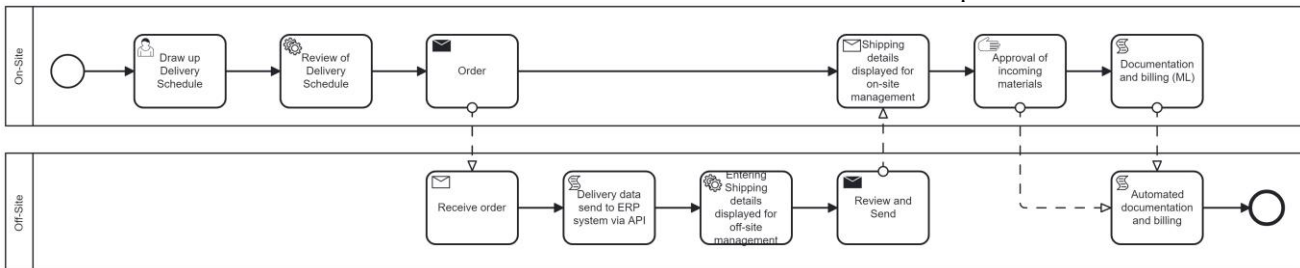 On-Site
Draw up
Delivery
Schedule
Review of
Delivery
Schedule
Order
Shipping
details
displayed for
on-site
management
Approval of
incoming
materials
Documentation
and billing (ML)
Off-Site
Receive order
Delivery data
send to ERP
system via API
Entering
Shipping
details
displayed for
off-site
management
Review and
Send
Automated
documentation
and billing